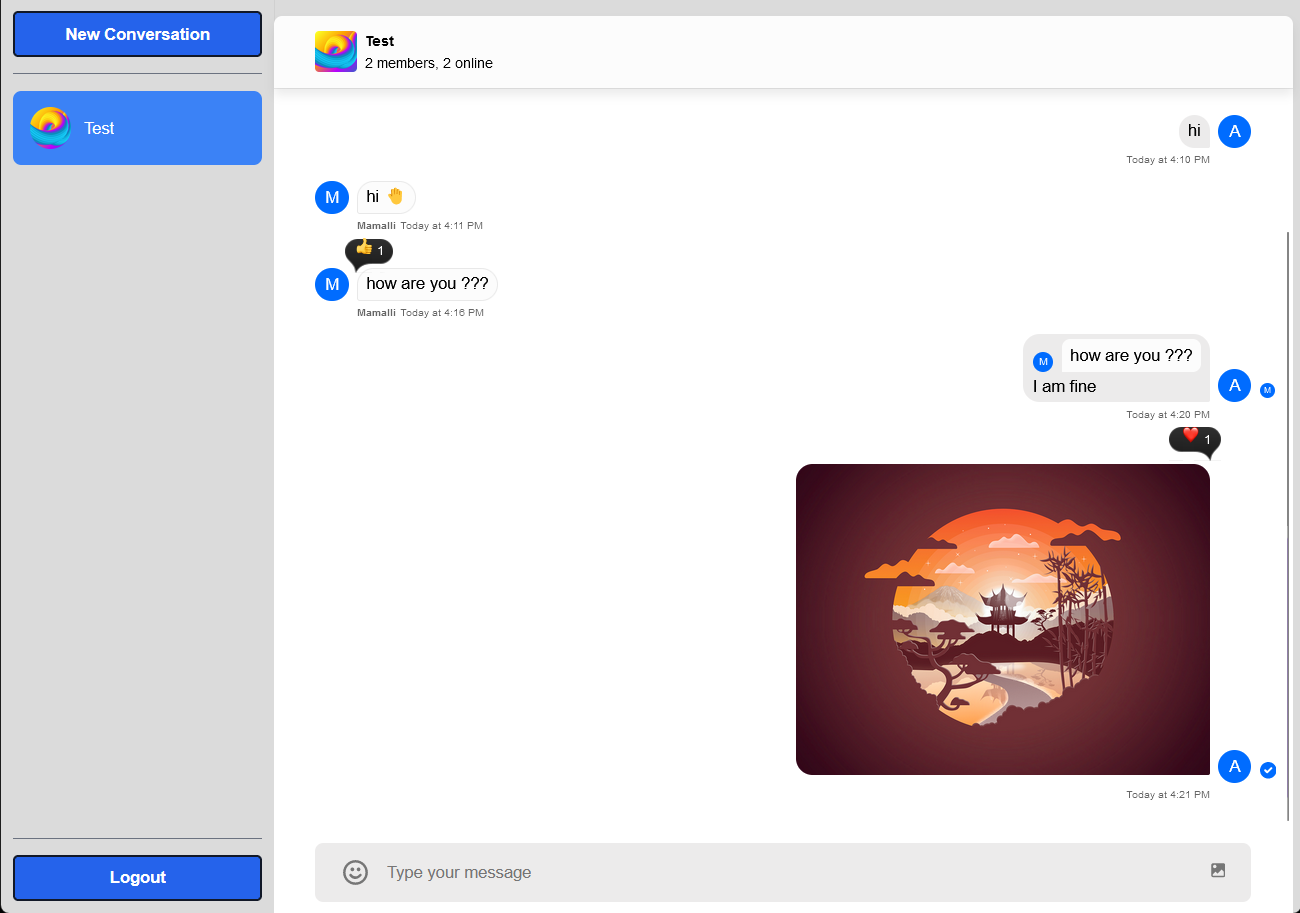 New Conversation
Test
Logout
Test
2 members, 2 online
hi
A
Today at 4:10 PM
M
hi 🤚
Mamalli Today at 4:11 PM
👍 1
M
how are you ???
Mamalli Today at 4:16 PM
M
how are you ???
I am fine
A
M
Today at 4:20 PM
❤️ 1
A
Today at 4:21 PM
Type your message